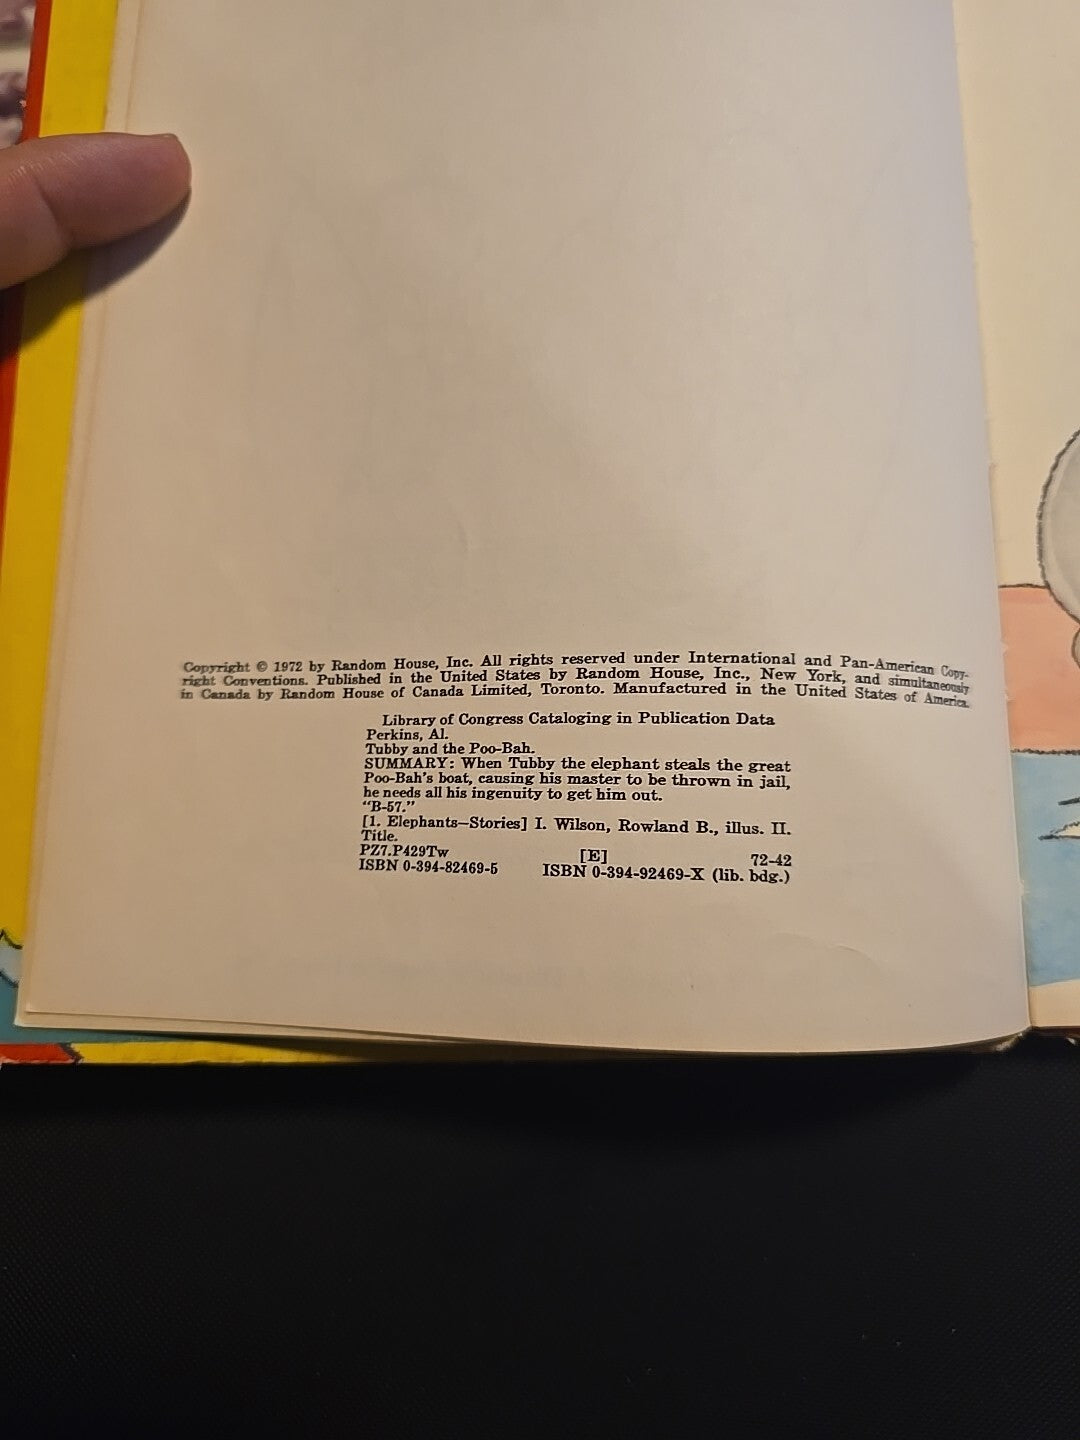 Copyright © 1972 by Random House, Inc. All rights reserved under International and Pan-American Copy-
right Conventions. Published in the United States by Random House, Inc., New York, and simultaneously
in Canada by Random House of Canada Limited, Toronto. Manufactured in the United States of America.
Library of Congress Cataloging in Publication Data
Perkins, Al.
Tubby and the Poo-Bah.
SUMMARY: When Tubby the elephant steals the great
Poo-Bah's boat, causing his master to be thrown in jail,
he needs all his ingenuity to get him out.
"B-57."
[1. Elephants—Stories] I. Wilson, Rowland B., illus. II.
Title.
PZ7.P429Tw [E] 72-42
ISBN 0-394-82469-5 ISBN 0-394-92469-X (lib. bdg.)